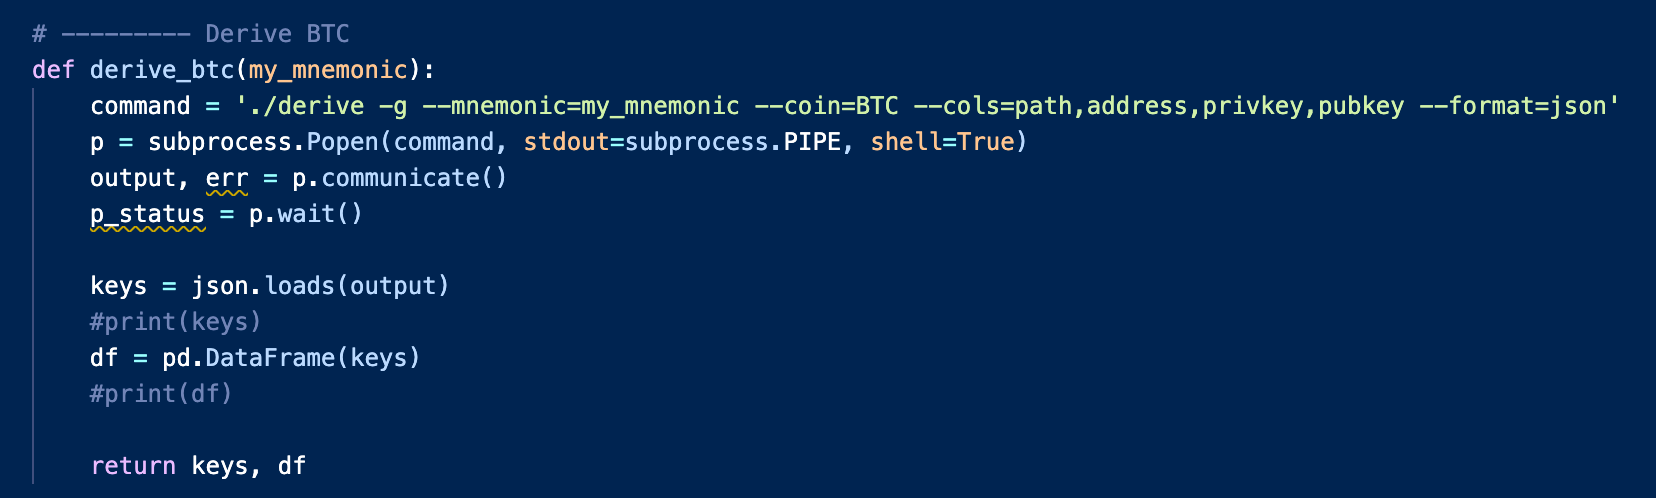 # --------- Derive BTC
def derive_btc(my_mnemonic):
    command = './derive -g --mnemonic=my_mnemonic --coin=BTC --cols=path,address,privkey,pubkey --format=json'
    p = subprocess.Popen(command, stdout=subprocess.PIPE, shell=True)
    output, err = p.communicate()
    p_status = p.wait()

    keys = json.loads(output)
    #print(keys)
    df = pd.DataFrame(keys)
    #print(df)

    return keys, df